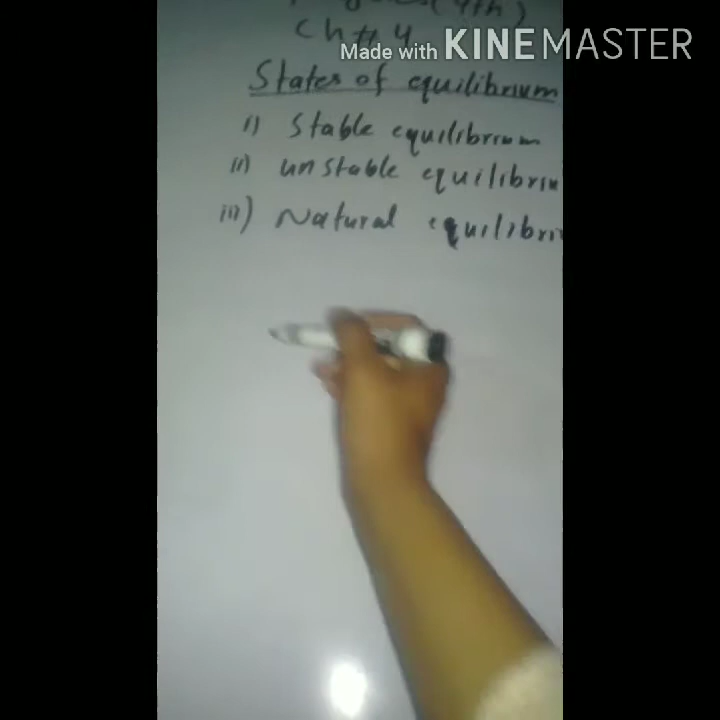 Ch # 4
Made with KINEMASTER
States of equilibrium
i) Stable equilibrium
ii) unstable equilibriu
iii) Natural equilibri